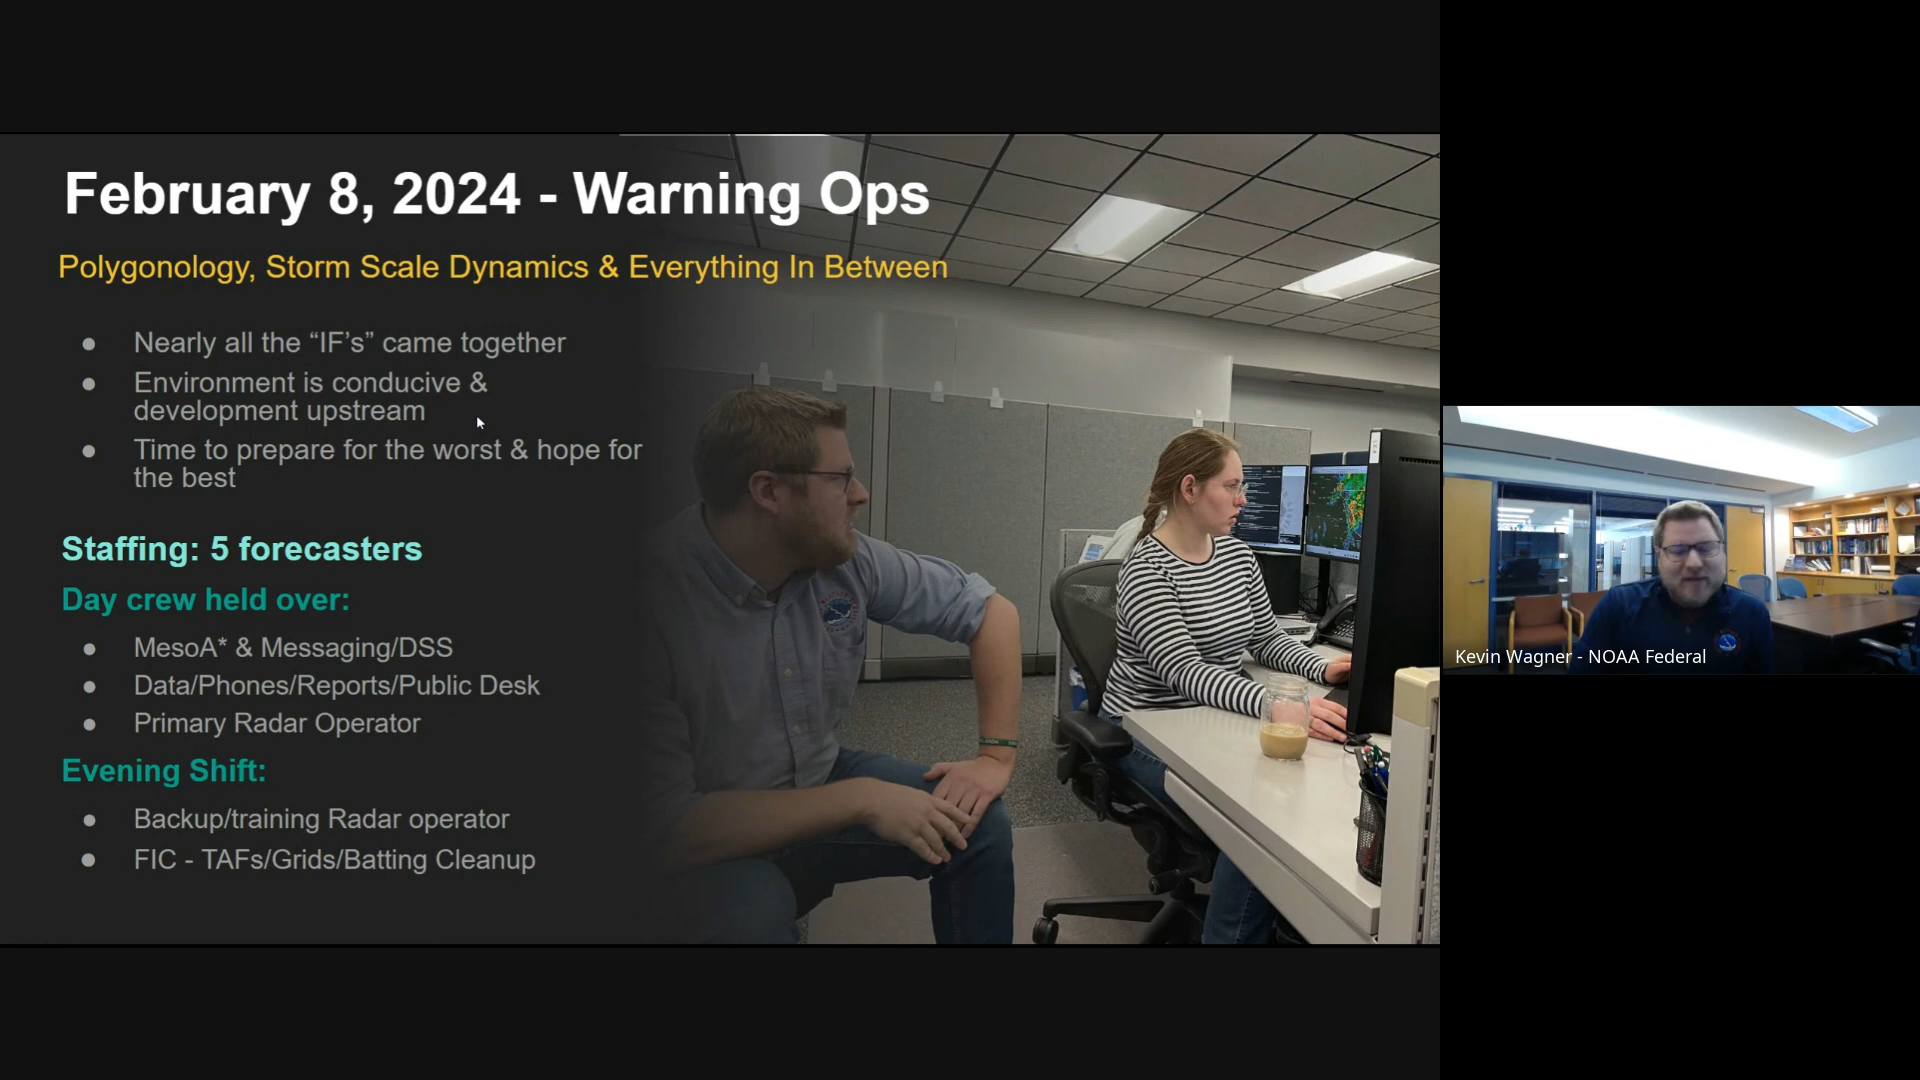 February 8, 2024 - Warning Ops
Polygonology, Storm Scale Dynamics & Everything In Between
● Nearly all the “IF’s” came together
● Environment is conducive &
development upstream
● Time to prepare for the worst & hope for
the best
Staffing: 5 forecasters
Day crew held over:
● MesoA* & Messaging/DSS
● Data/Phones/Reports/Public Desk
● Primary Radar Operator
Evening Shift:
● Backup/training Radar operator
● FIC - TAFs/Grids/Batting Cleanup
Kevin Wagner - NOAA Federal